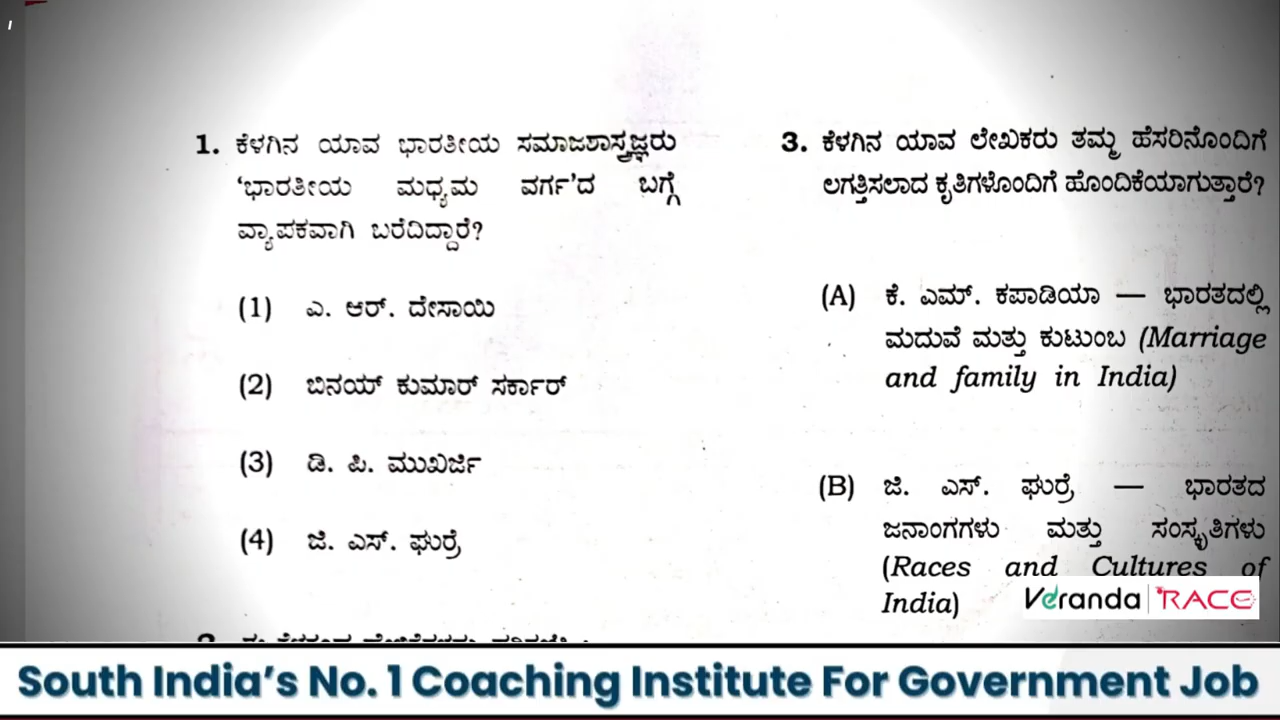 1. ಕೆಳಗಿನ ಯಾವ ಭಾರತೀಯ ಸಮಾಜಶಾಸ್ತ್ರಜ್ಞರು
‘ಭಾರತೀಯ ಮಧ್ಯಮ ವರ್ಗ’ದ ಬಗ್ಗೆ
ವ್ಯಾಪಕವಾಗಿ ಬರೆದಿದ್ದಾರೆ?
(1) ಎ. ಆರ್. ದೇಸಾಯಿ
(2) ಬಿನಯ್ ಕುಮಾರ್ ಸರ್ಕಾರ್
(3) ಡಿ. ಪಿ. ಮುಖರ್ಜಿ
(4) ಜಿ. ಎಸ್. ಘುರ‍್ರೆ
3. ಕೆಳಗಿನ ಯಾವ ಲೇಖಕರು ತಮ್ಮ ಹೆಸರಿನೊಂದಿಗೆ
ಲಗತ್ತಿಸಲಾದ ಕೃತಿಗಳೊಂದಿಗೆ ಹೊಂದಿಕೆಯಾಗುತ್ತಾರೆ?
(A) ಕೆ. ಎಮ್. ಕಪಾಡಿಯಾ — ಭಾರತದಲ್ಲಿ
ಮದುವೆ ಮತ್ತು ಕುಟುಂಬ (Marriage
and family in India)
(B) ಜಿ. ಎಸ್. ಘುರ‍್ರೆ — ಭಾರತದ
ಜನಾಂಗಗಳು ಮತ್ತು ಸಂಸ್ಕೃತಿಗಳು
(Races and Cultures of
India)
Veranda RACE
South India’s No. 1 Coaching Institute For Government Job